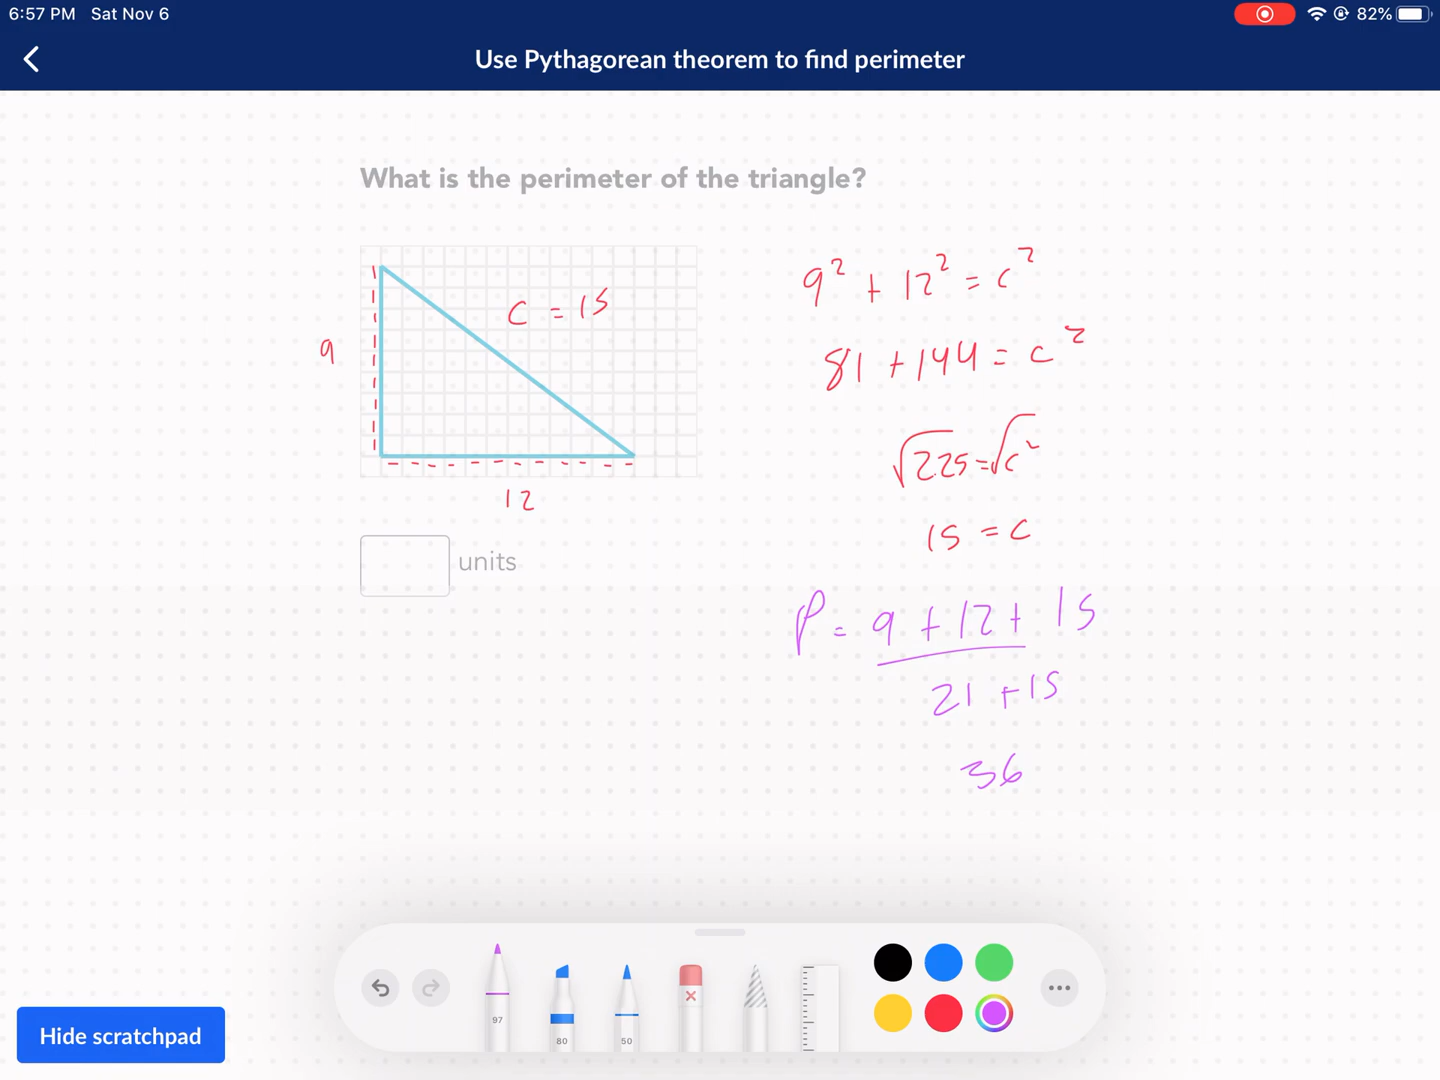 6:57 PM Sat Nov 6
82%
Use Pythagorean theorem to find perimeter
What is the perimeter of the triangle?
9
c = 15
12
units
9² + 12² = c²
81 + 144 = c²
√225 = √c²
15 = c
P = 9 + 12 + 15
21 + 15
36
97
80
50
Hide scratchpad